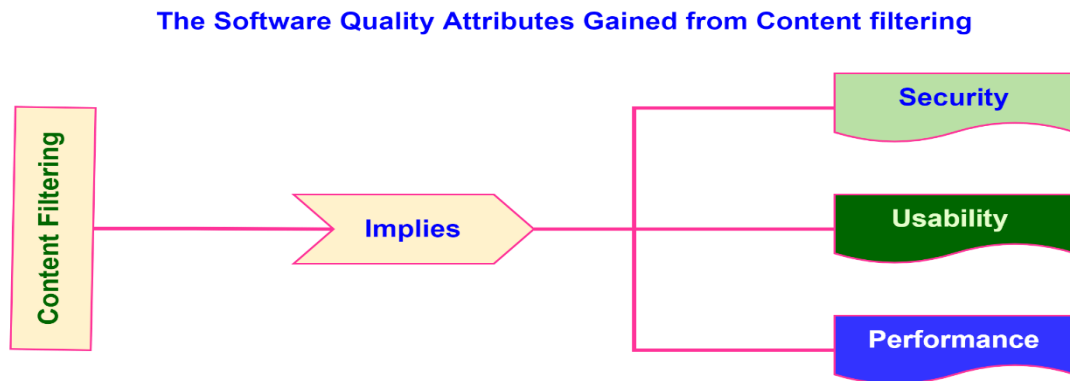 The Software Quality Attributes Gained from Content filtering
Content Filtering
Implies
Security
Usability
Performance